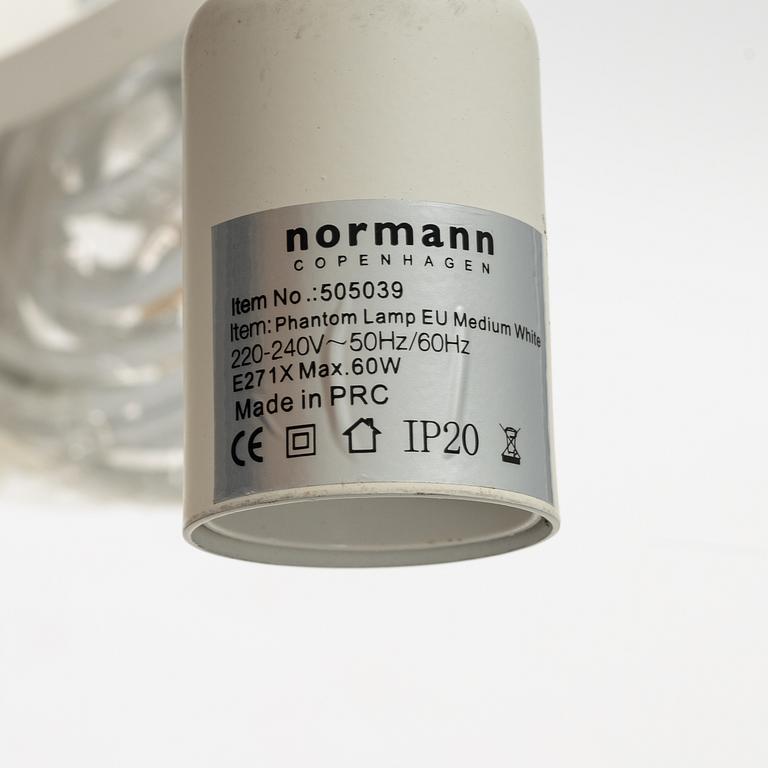 normann
COPENHAGEN
Item No.:505039
Item: Phantom Lamp EU Medium White
220-240V~50Hz/60Hz
E271X Max.60W
Made in PRC
CE IP20